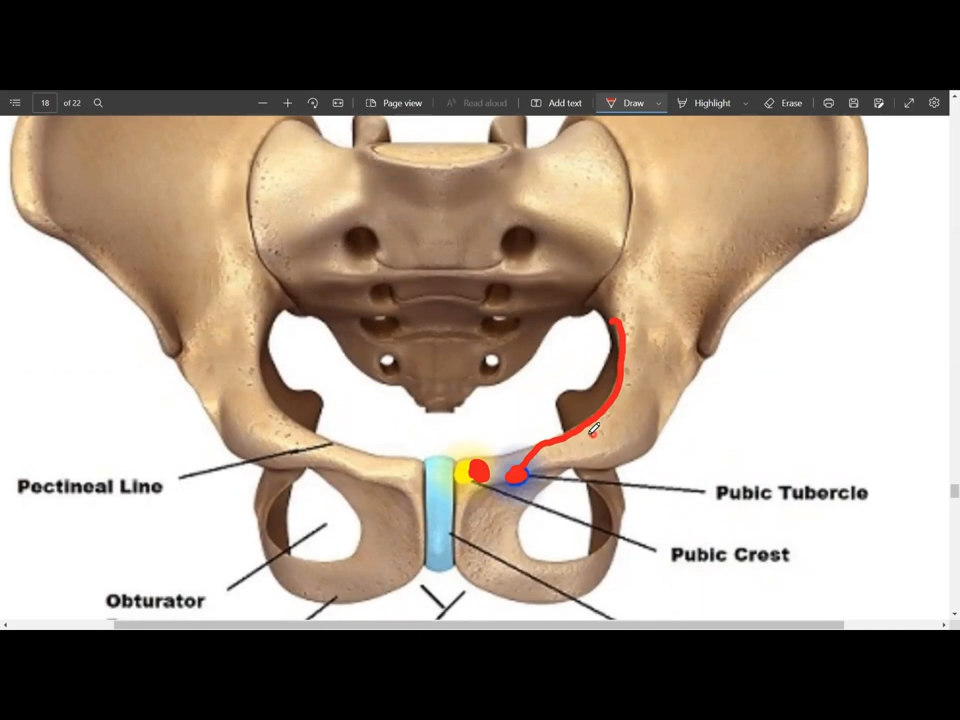 18 of 22 Page view Read aloud Add text Draw Highlight Erase
Pectineal Line
Pubic Tubercle
Pubic Crest
Obturator